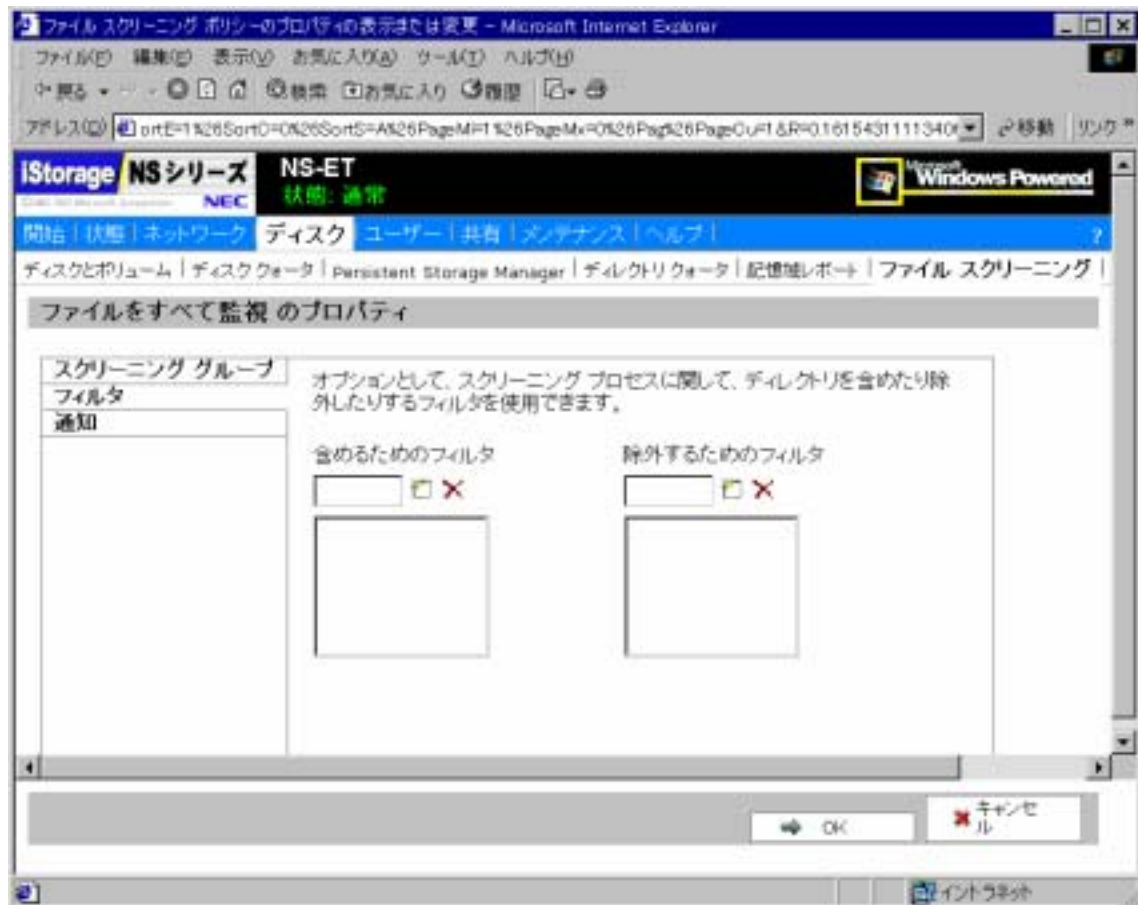 ファイル スクリーニング ポリシーのプロパティの表示または変更 - Microsoft Internet Explorer
ファイル(F) 編集(E) 表示(V) お気に入り(A) ツール(T) ヘルプ(H)
戻る 検索 お気に入り 履歴
アドレス(D) ortE=1%26SortO=0%26SortS=A%26PageMi=1%26PageMx=0%26Pag%26PageCu=1&R=0.1615431111340 移動 リンク »
iStorage NSシリーズ NEC
NS-ET
状態: 通常
Microsoft Windows Powered
開始 | 状態 | ネットワーク ディスク ユーザー | 共有 | メンテナンス | ヘルプ | ?
ディスクとボリューム | ディスク クォータ | Persistent Storage Manager | ディレクトリ クォータ | 記憶域レポート | ファイル スクリーニング |
ファイルをすべて監視 のプロパティ
スクリーニング グループ
フィルタ
通知
オプションとして、スクリーニング プロセスに関して、ディレクトリを含めたり除
外したりするフィルタを使用できます。
含めるためのフィルタ 除外するためのフィルタ
OK
キャンセ
ル
イントラネット